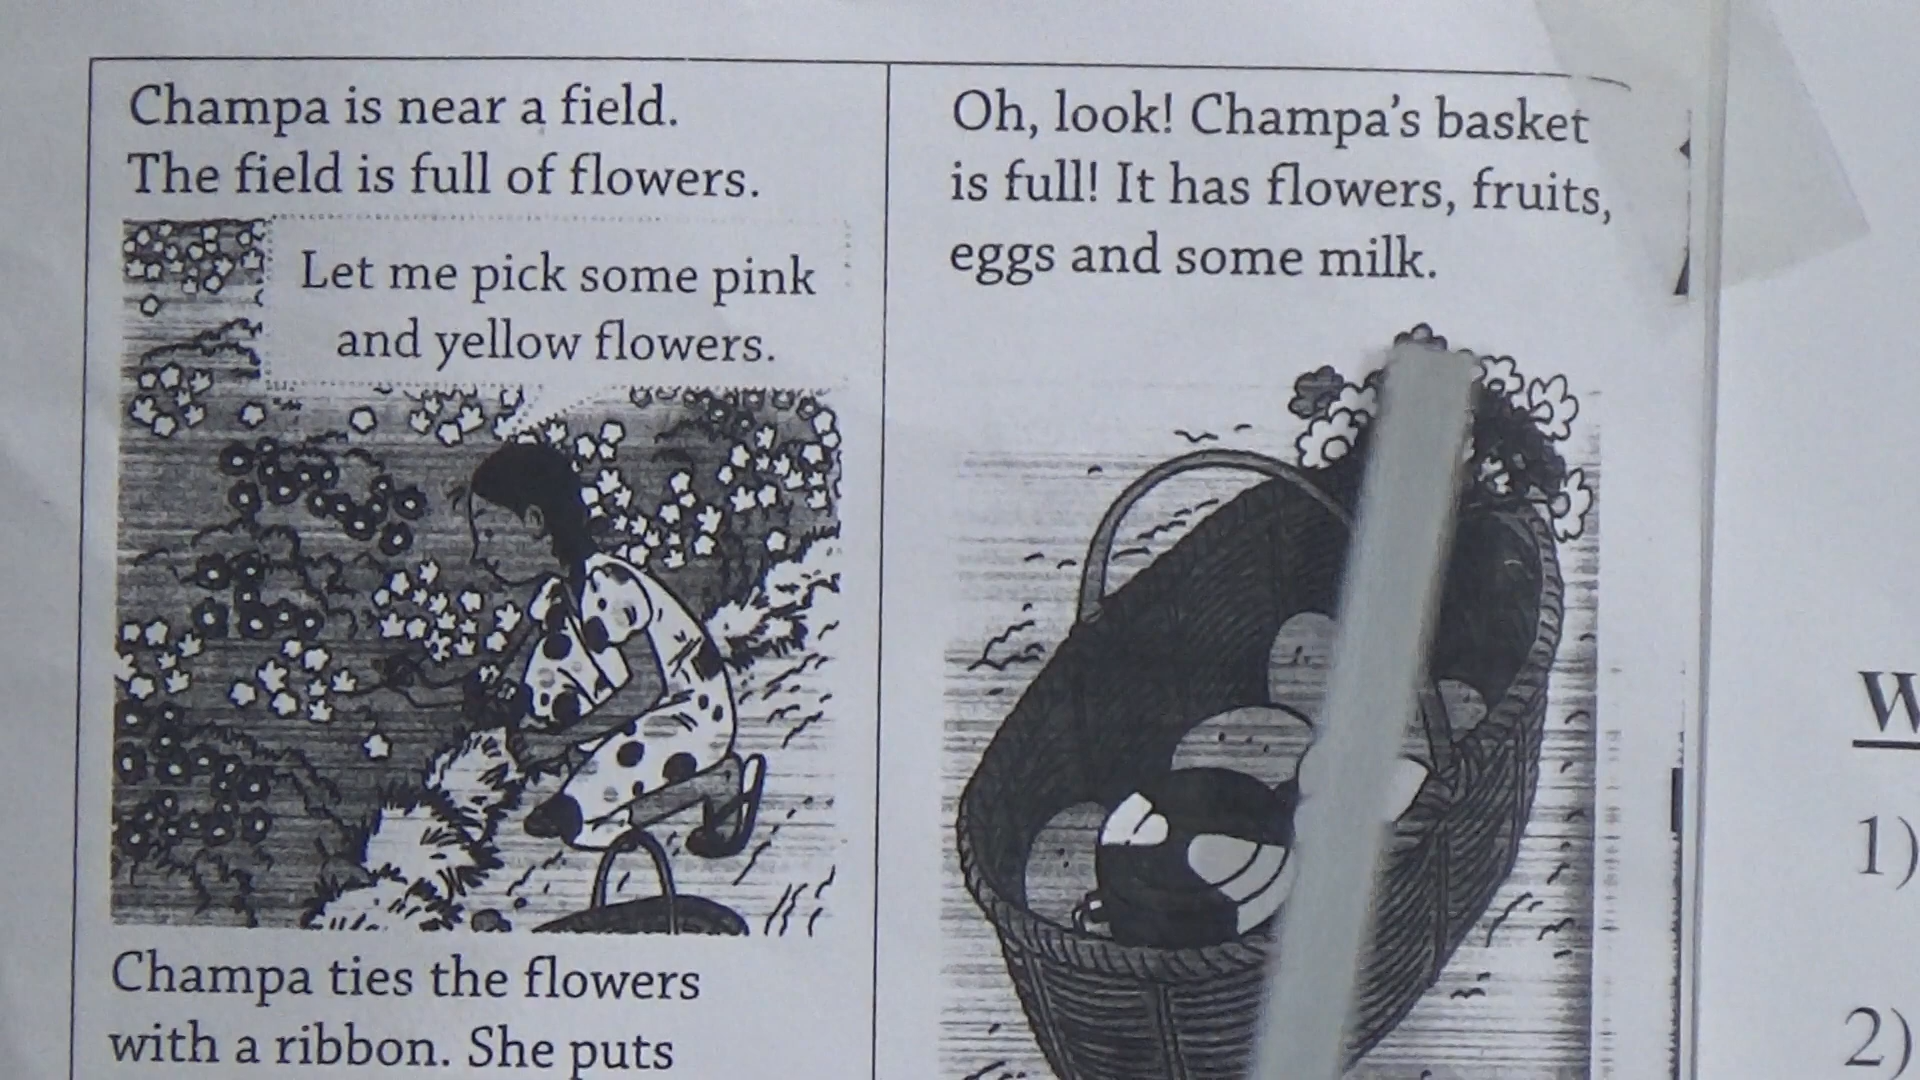 Champa is near a field.
The field is full of flowers.
Let me pick some pink
and yellow flowers.
Champa ties the flowers
with a ribbon. She puts
Oh, look! Champa's basket
is full! It has flowers, fruits,
eggs and some milk.
W
1)
2)